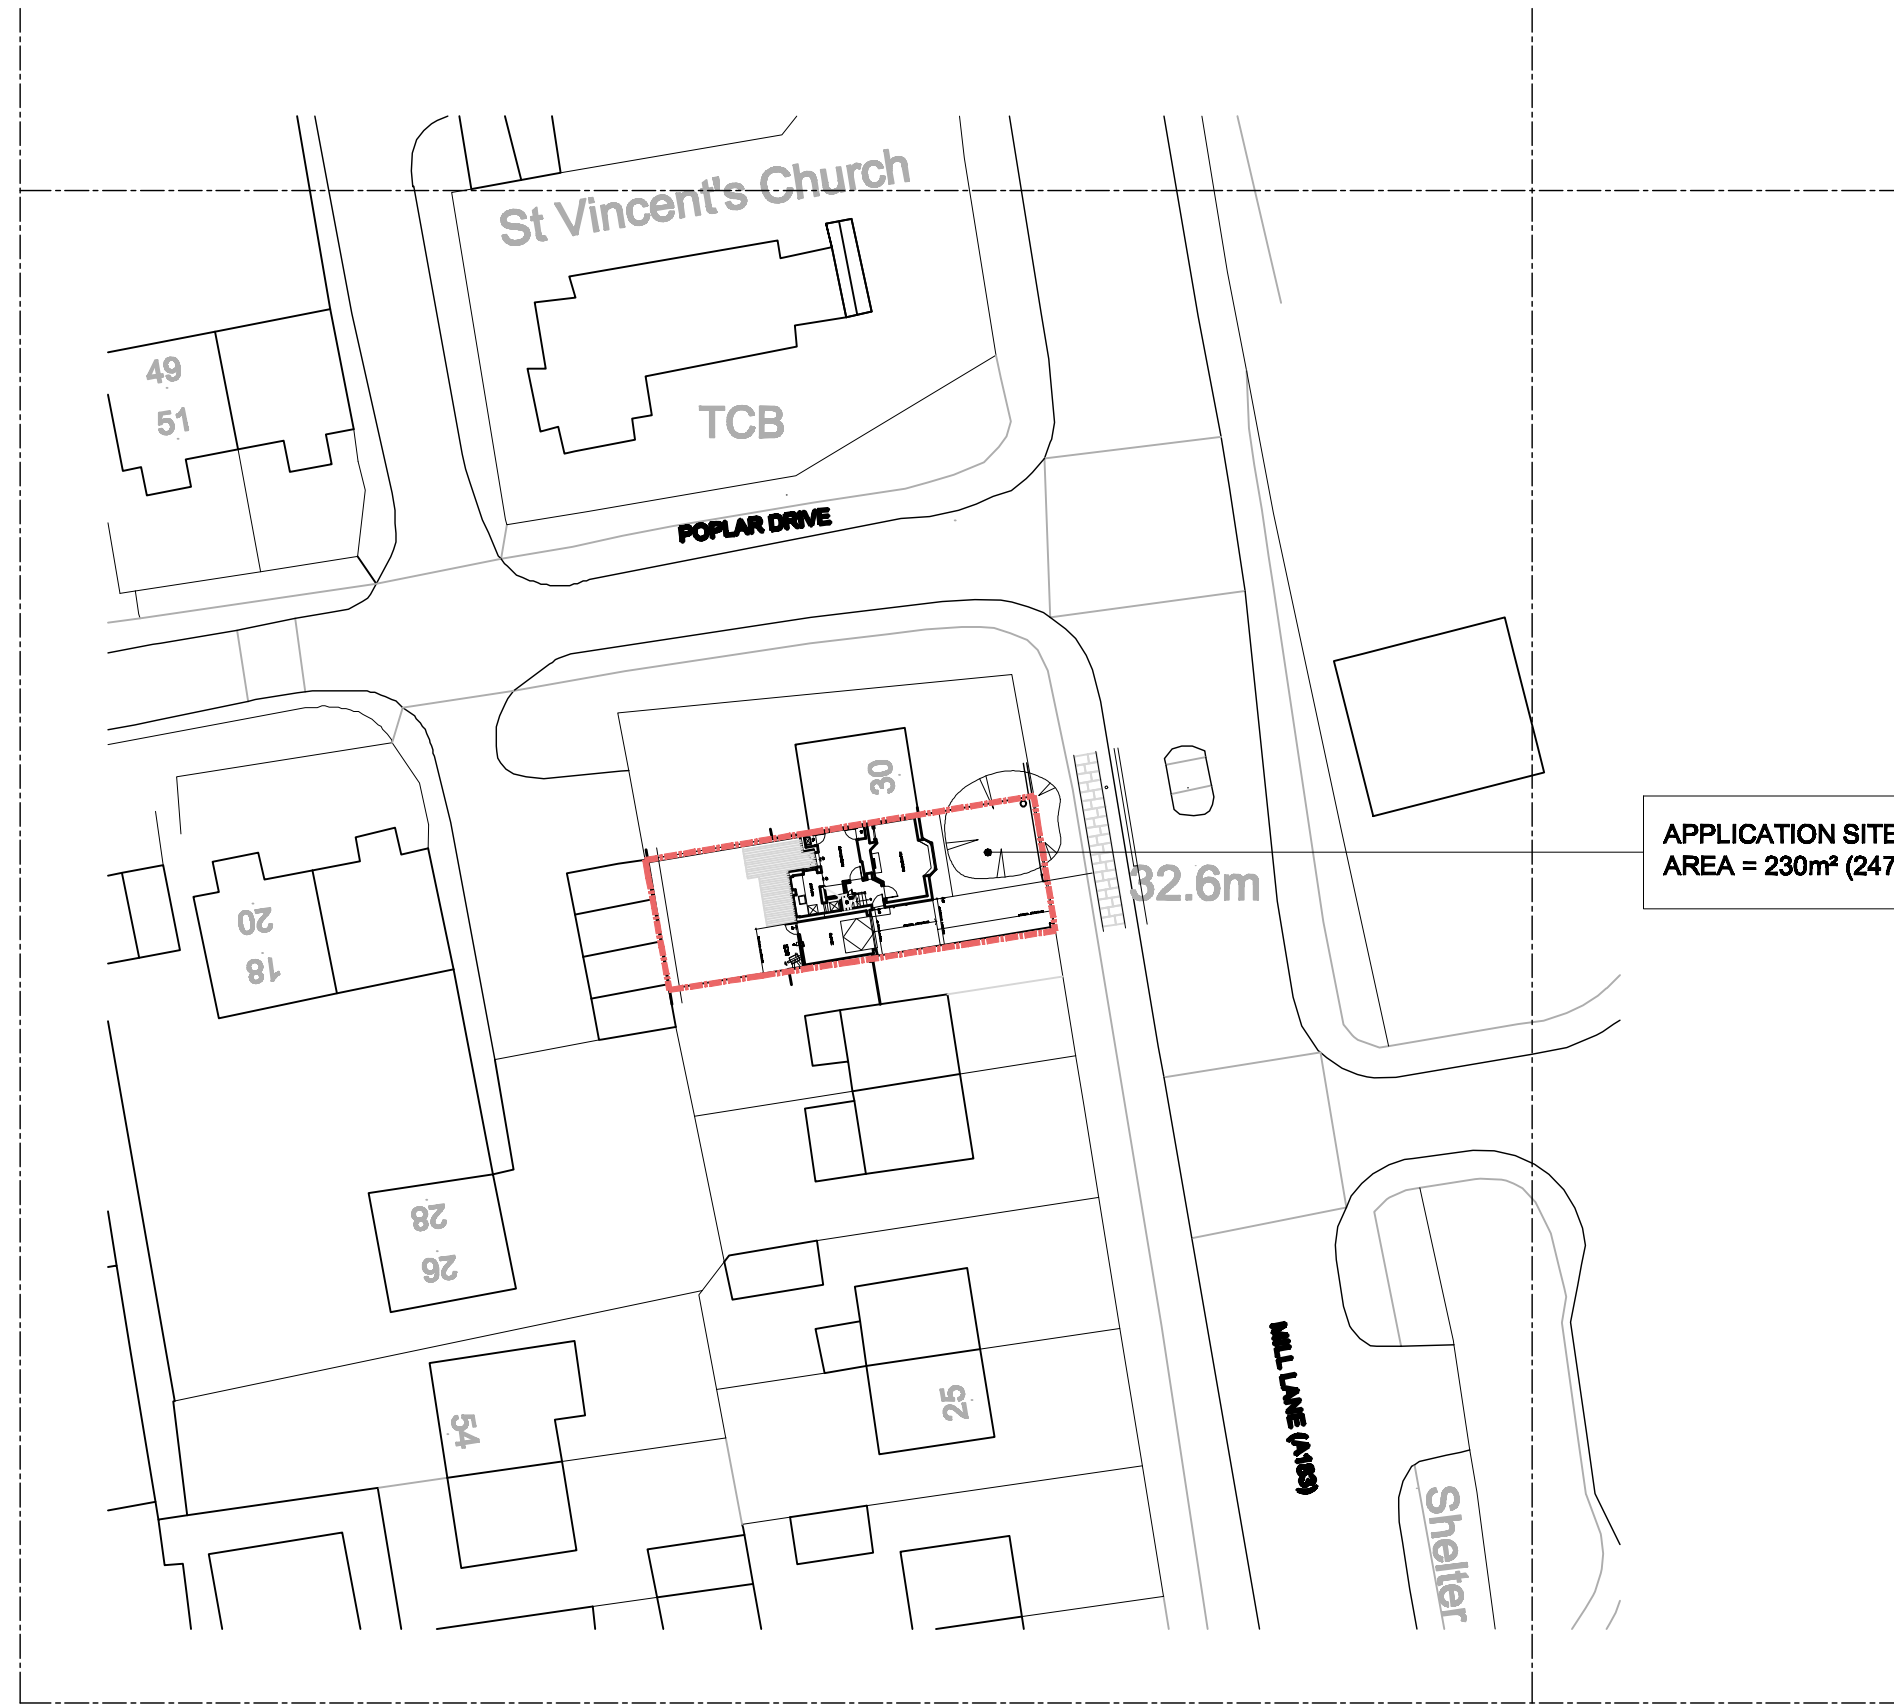 St Vincent's Church
49
51
TCB
POPLAR DRIVE
30
APPLICATION SITE
AREA = 230m² (247
32.6m
20
18
28
26
25
54
MILL LANE (A183)
Shelter